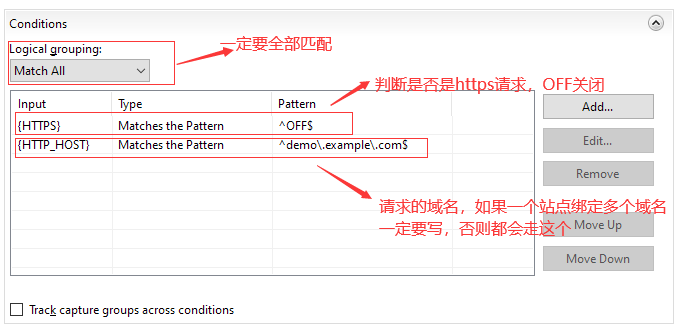 Conditions
一定要全部匹配
Logical grouping:
Match All
判断是否是https请求，OFF关闭
Input Type Pattern
Add...
{HTTPS} Matches the Pattern ^OFF$
{HTTP_HOST} Matches the Pattern ^demo\.example\.com$
Edit...
Remove
请求的域名，如果一个站点绑定多个域名
一定要写，否则都会走这个
Move Up
Move Down
Track capture groups across conditions